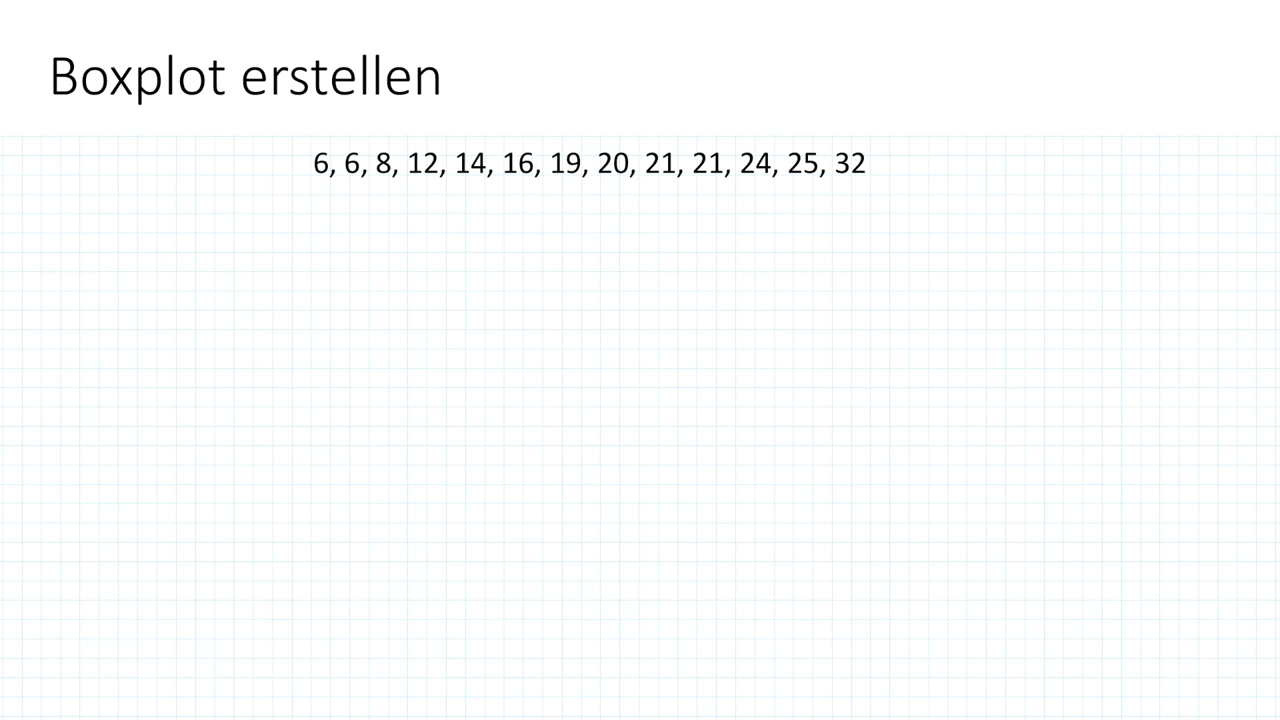 Boxplot erstellen
6, 6, 8, 12, 14, 16, 19, 20, 21, 21, 24, 25, 32